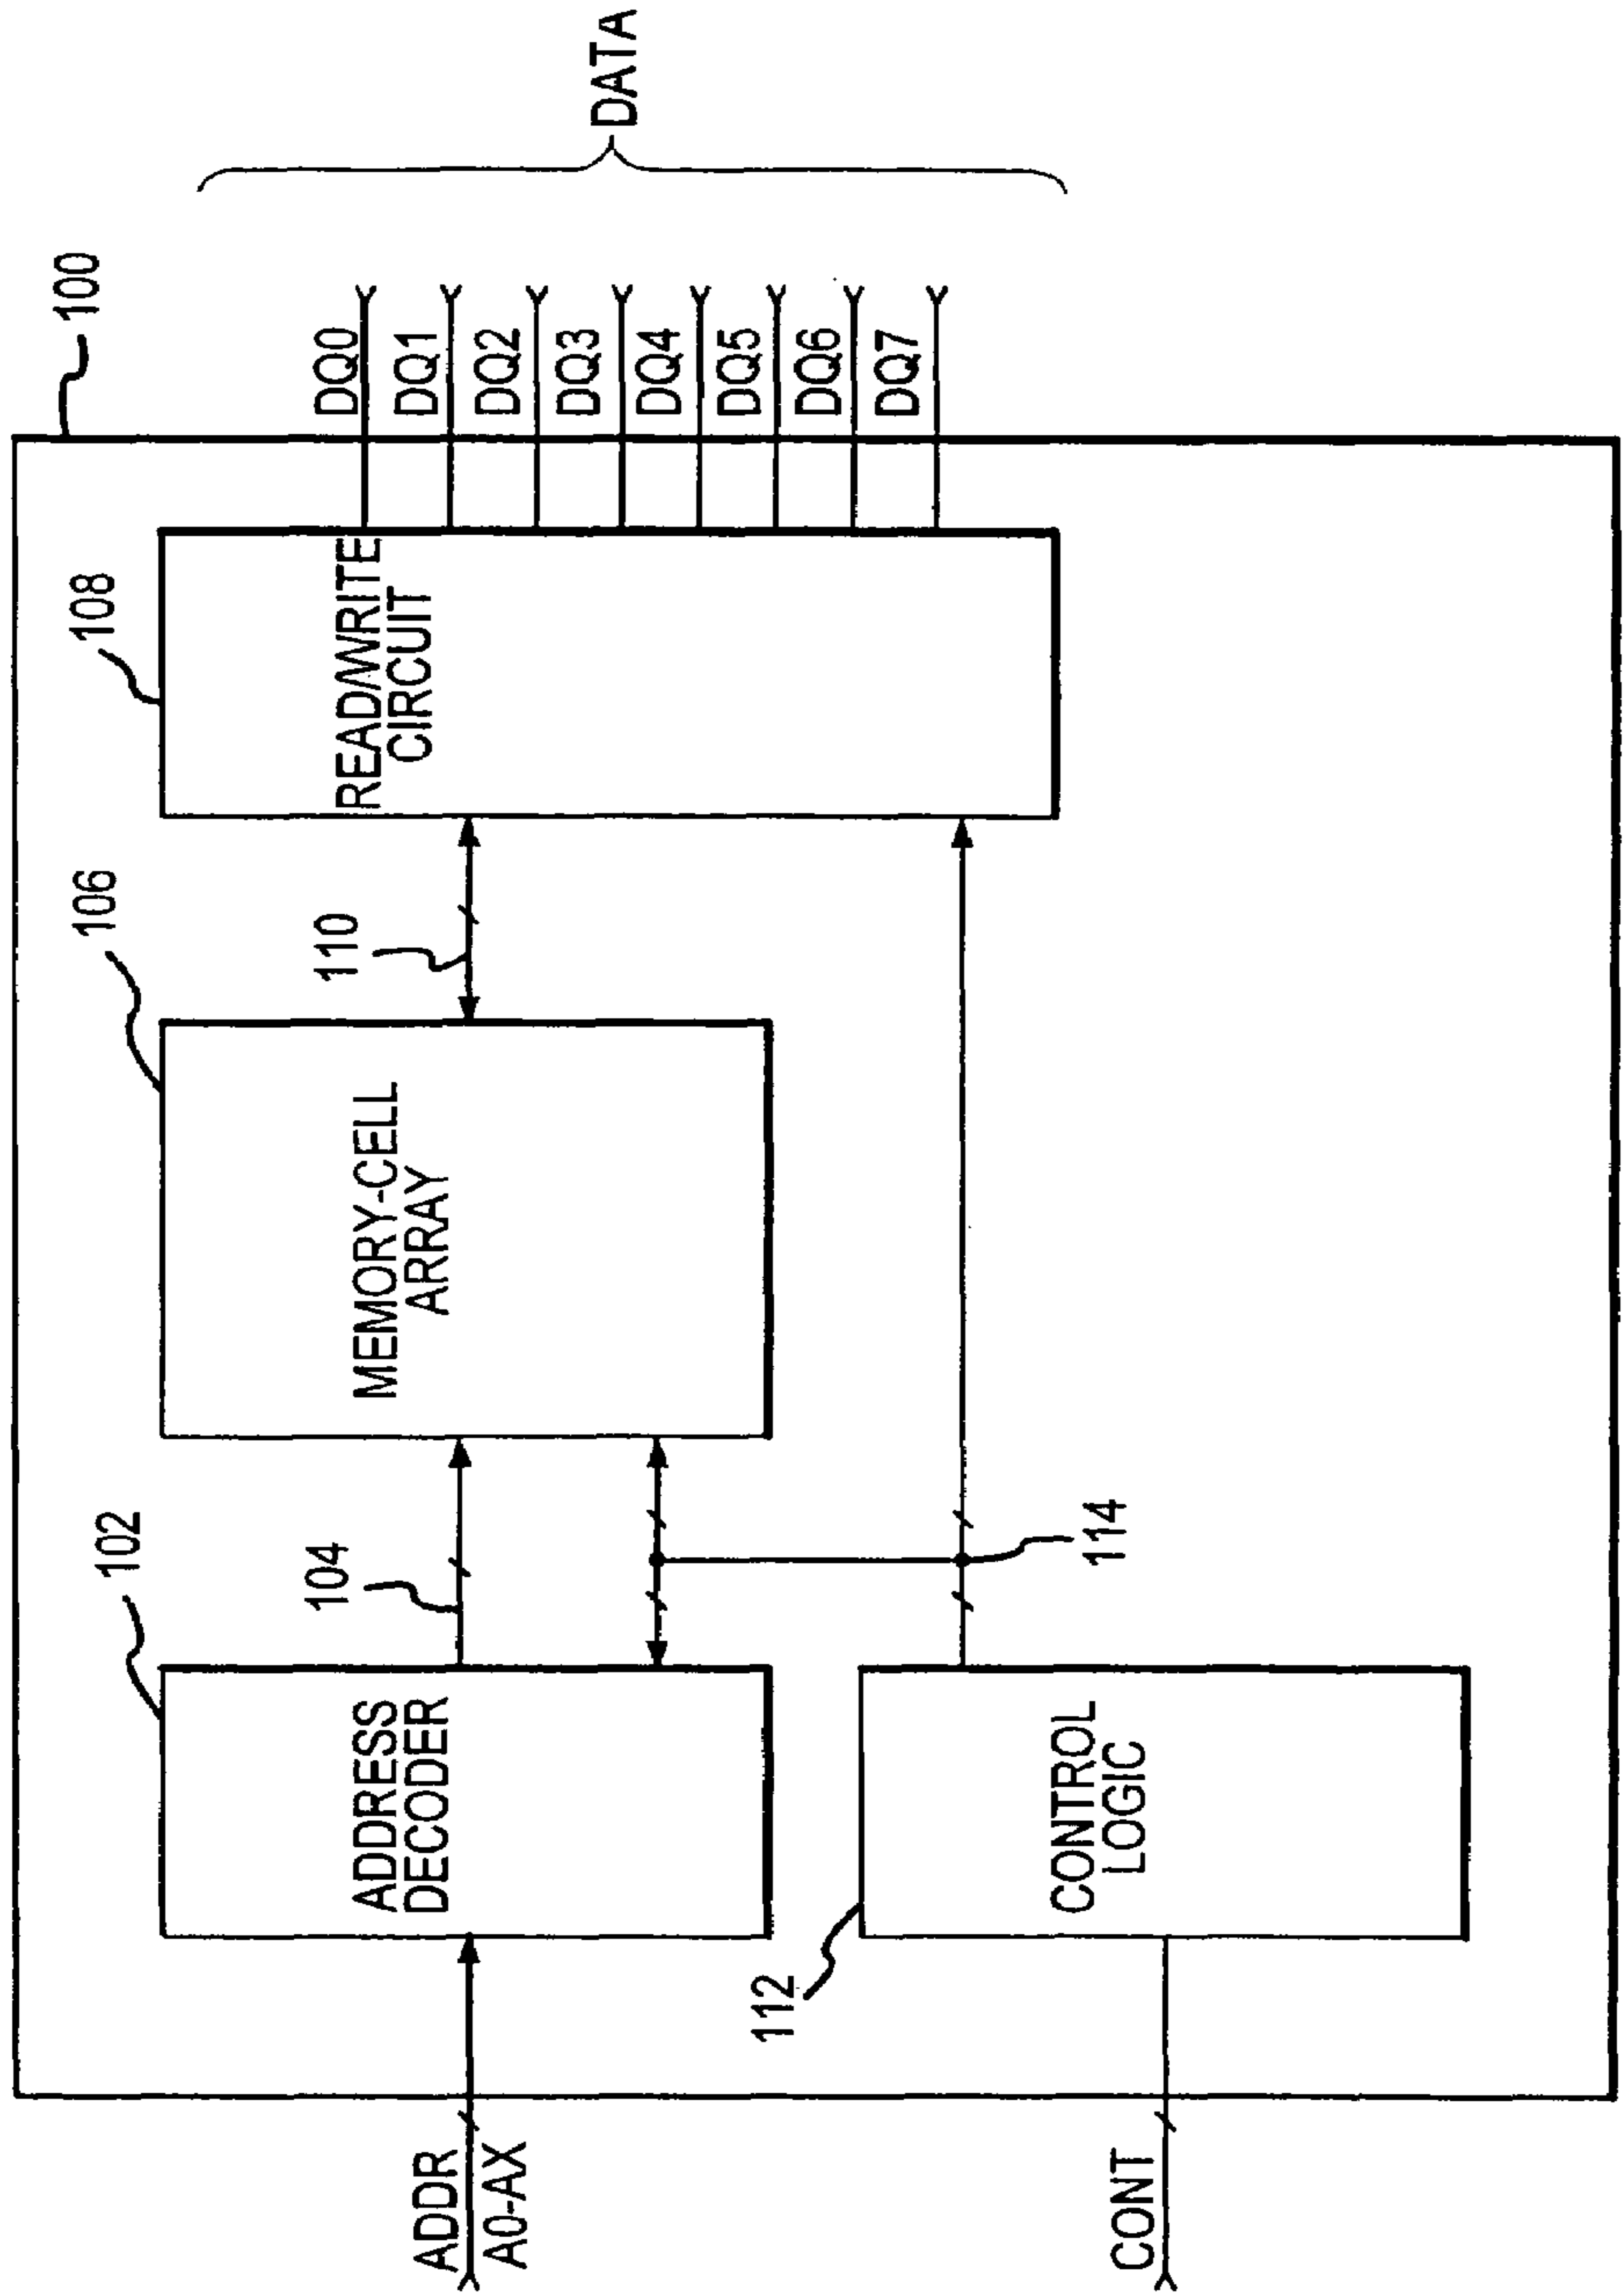 100
102
104
106
110
108
ADDR
A0-AX
ADDRESS
DECODER
MEMORY-CELL
ARRAY
READ/WRITE
CIRCUIT
DQ0
DQ1
DQ2
DQ3
DQ4
DQ5
DQ6
DQ7
DATA
112
114
CONT
CONTROL
LOGIC